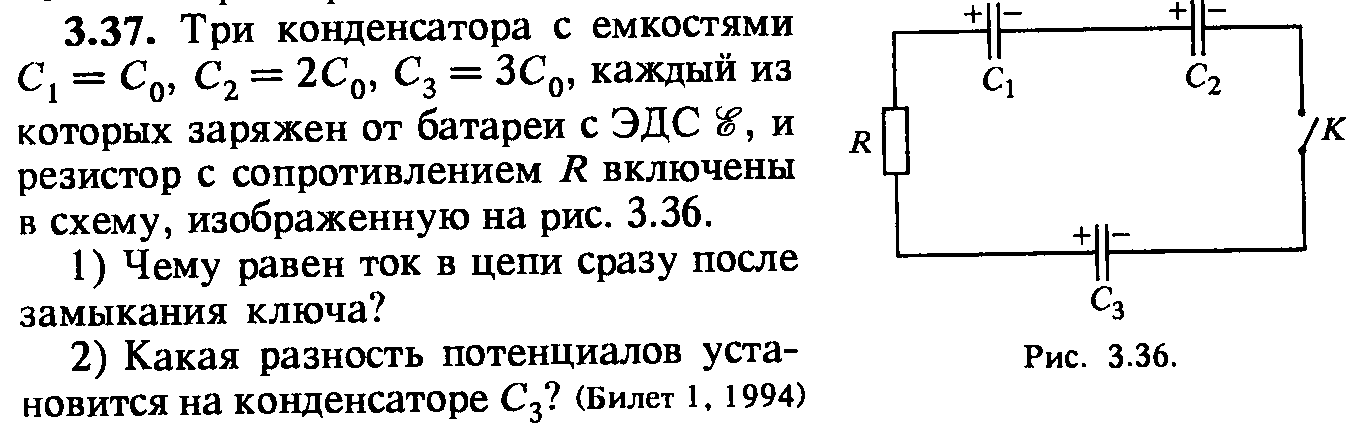 3.37. Три конденсатора с емкостями
C₁ = C₀, C₂ = 2C₀, C₃ = 3C₀, каждый из
которых заряжен от батареи с ЭДС ℰ, и
резистор с сопротивлением R включены
в схему, изображенную на рис. 3.36.
1) Чему равен ток в цепи сразу после
замыкания ключа?
2) Какая разность потенциалов уста-
новится на конденсаторе C₃? (Билет 1, 1994)
+ −
+ −
C₁
C₂
R
K
+ −
C₃
Рис. 3.36.